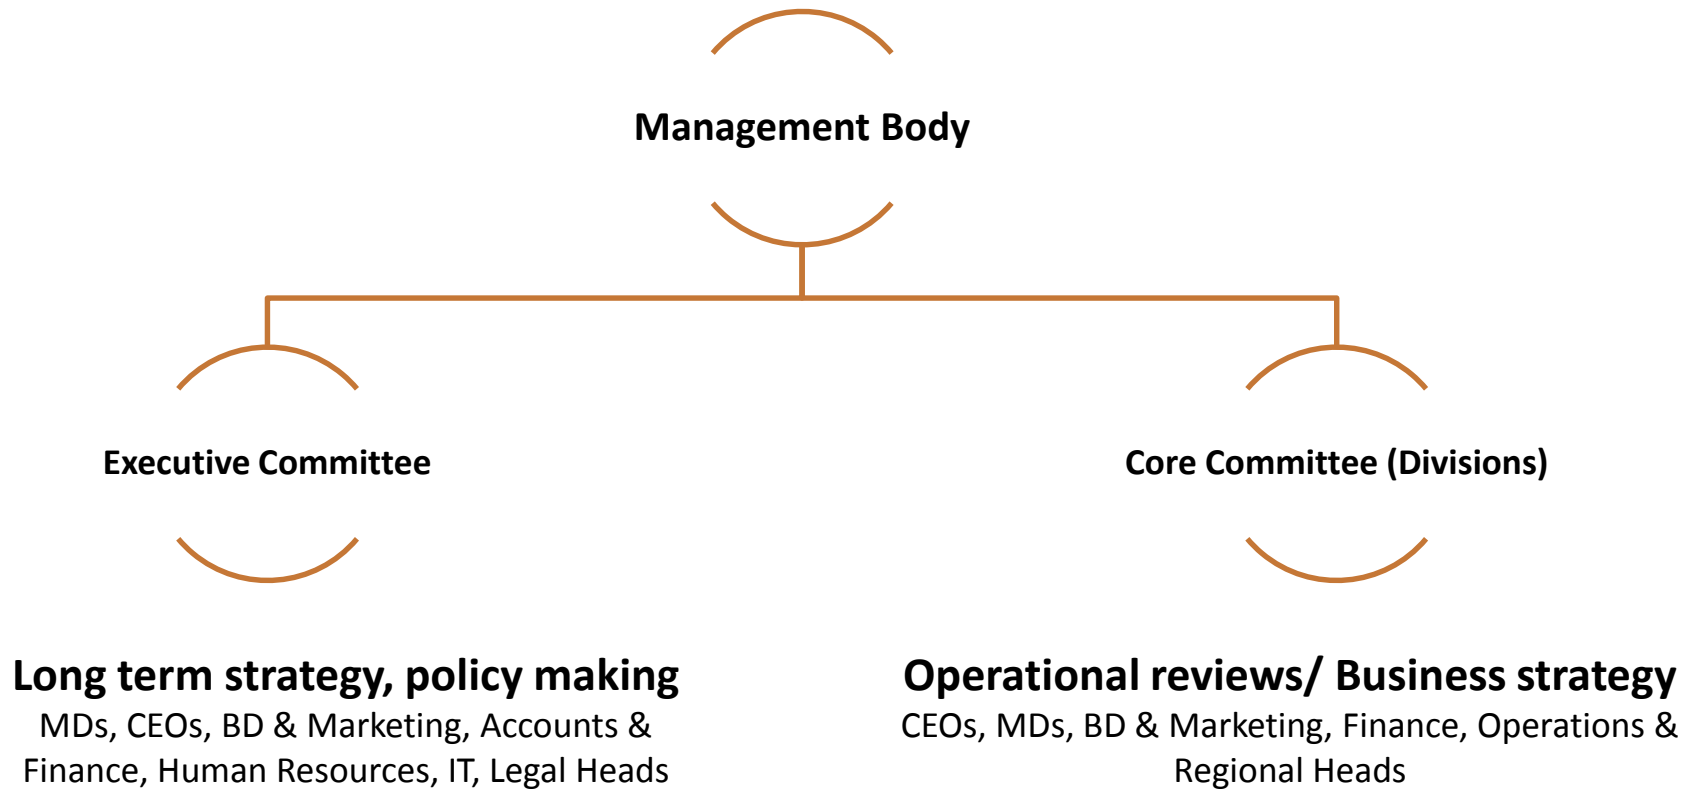 Management Body
Executive Committee
Core Committee (Divisions)
Long term strategy, policy making
MDs, CEOs, BD & Marketing, Accounts &
Finance, Human Resources, IT, Legal Heads
Operational reviews/ Business strategy
CEOs, MDs, BD & Marketing, Finance, Operations &
Regional Heads